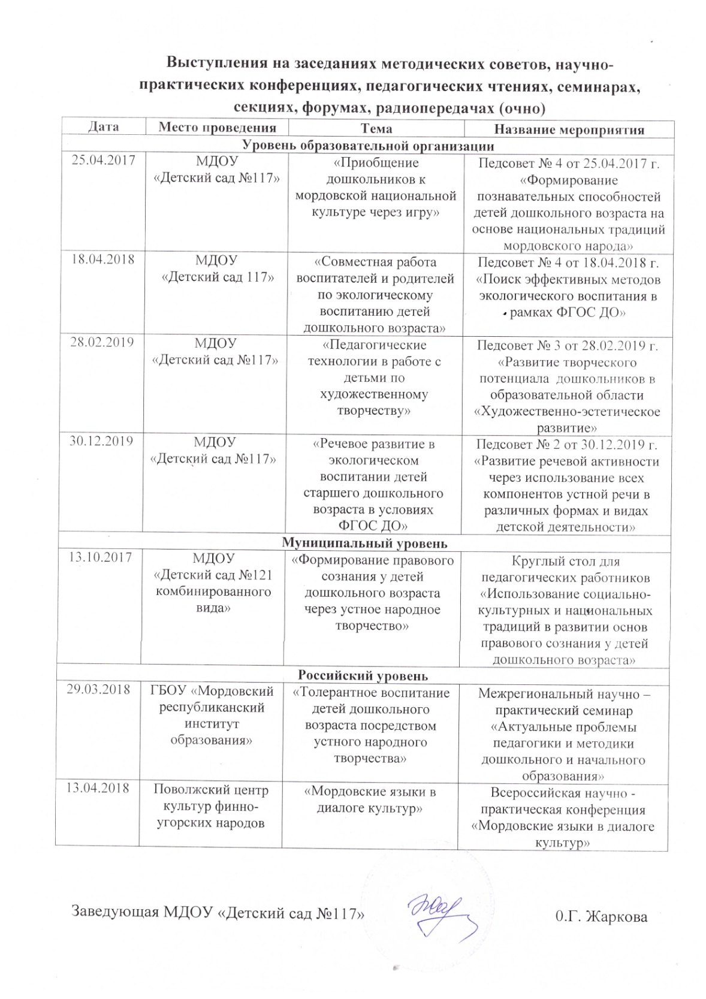 Выступления на заседаниях методических советов, научно-
практических конференциях, педагогических чтениях, семинарах,
секциях, форумах, радиопередачах (очно)
Дата Место проведения Тема Название мероприятия
Уровень образовательной организации
25.04.2017
МДОУ
«Детский сад №117»
«Приобщение
дошкольников к
мордовской национальной
культуре через игру»
Педсовет № 4 от 25.04.2017 г.
«Формирование
познавательных способностей
детей дошкольного возраста на
основе национальных традиций
мордовского народа»
18.04.2018
МДОУ
«Детский сад 117»
«Совместная работа
воспитателей и родителей
по экологическому
воспитанию детей
дошкольного возраста»
Педсовет № 4 от 18.04.2018 г.
«Поиск эффективных методов
экологического воспитания в
рамках ФГОС ДО»
28.02.2019
МДОУ
«Детский сад №117»
«Педагогические
технологии в работе с
детьми по
художественному
творчеству»
Педсовет № 3 от 28.02.2019 г.
«Развитие творческого
потенциала дошкольников в
образовательной области
«Художественно-эстетическое
развитие»
30.12.2019
МДОУ
«Детский сад №117»
«Речевое развитие в
экологическом
воспитании детей
старшего дошкольного
возраста в условиях
ФГОС ДО»
Педсовет № 2 от 30.12.2019 г.
«Развитие речевой активности
через использование всех
компонентов устной речи в
различных формах и видах
детской деятельности»
Муниципальный уровень
13.10.2017
МДОУ
«Детский сад №121
комбинированного
вида»
«Формирование правового
сознания у детей
дошкольного возраста
через устное народное
творчество»
Круглый стол для
педагогических работников
«Использование социально-
культурных и национальных
традиций в развитии основ
правового сознания у детей
дошкольного возраста»
Российский уровень
29.03.2018
ГБОУ «Мордовский
республиканский
институт
образования»
«Толерантное воспитание
детей дошкольного
возраста посредством
устного народного
творчества»
Межрегиональный научно –
практический семинар
«Актуальные проблемы
педагогики и методики
дошкольного и начального
образования»
13.04.2018
Поволжский центр
культур финно-
угорских народов
«Мордовские языки в
диалоге культур»
Всероссийская научно -
практическая конференция
«Мордовские языки в диалоге
культур»
Заведующая МДОУ «Детский сад №117» 0.Г. Жаркова